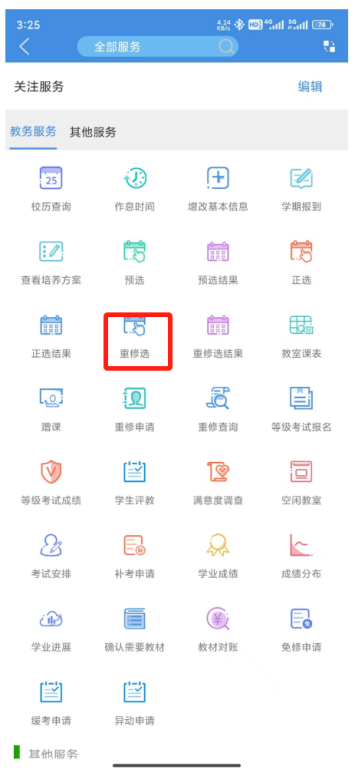 3:25
4.24 KB/s HD 4G 5G 74
全部服务
关注服务 编辑
教务服务 其他服务
25
校历查询 作息时间 增改基本信息 学期报到
查看培养方案 预选 预选结果 正选
正选结果 重修选 重修选结果 教室课表
蹭课 重修申请 重修查询 等级考试报名
等级考试成绩 学生评教 满意度调查 空闲教室
考试安排 补考申请 学业成绩 成绩分布
学业进展 确认需要教材 教材对账 免修申请
缓考申请 异动申请
其他服务